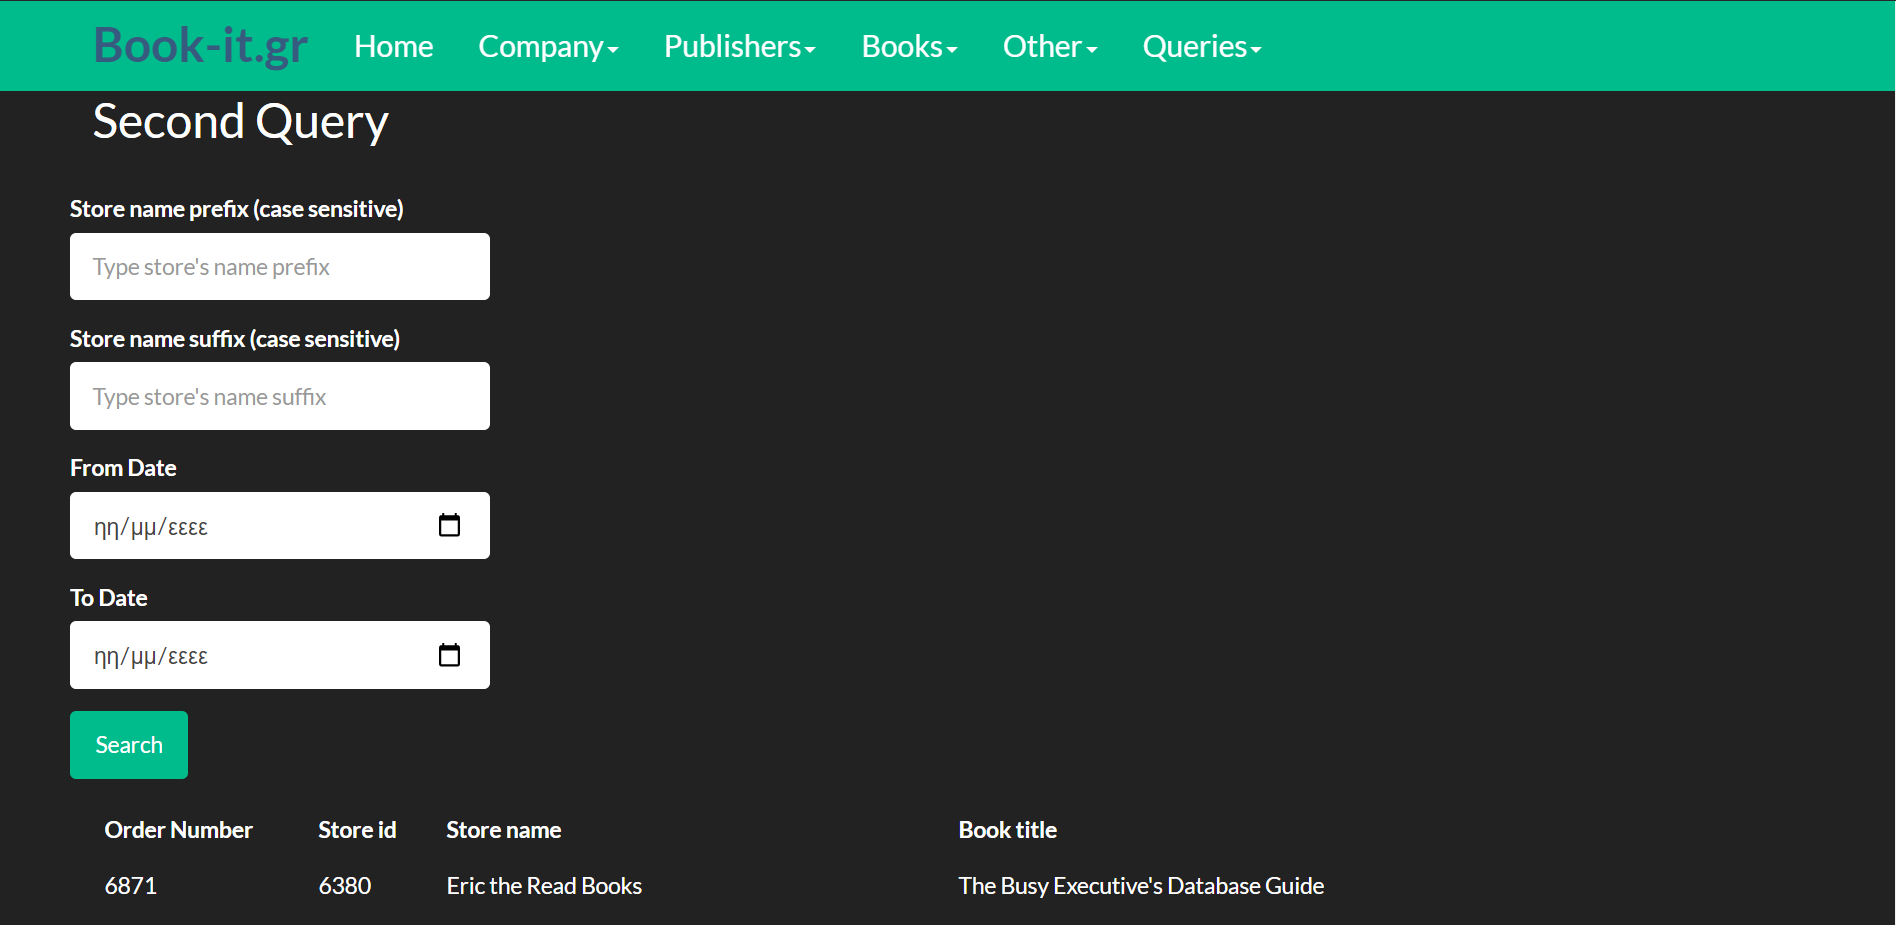 Book-it.gr Home Company Publishers Books Other Queries
Second Query
Store name prefix (case sensitive)
Type store's name prefix
Store name suffix (case sensitive)
Type store's name suffix
From Date
ηη/μμ/εεεε
To Date
ηη/μμ/εεεε
Search
Order Number Store id Store name Book title
6871 6380 Eric the Read Books The Busy Executive's Database Guide